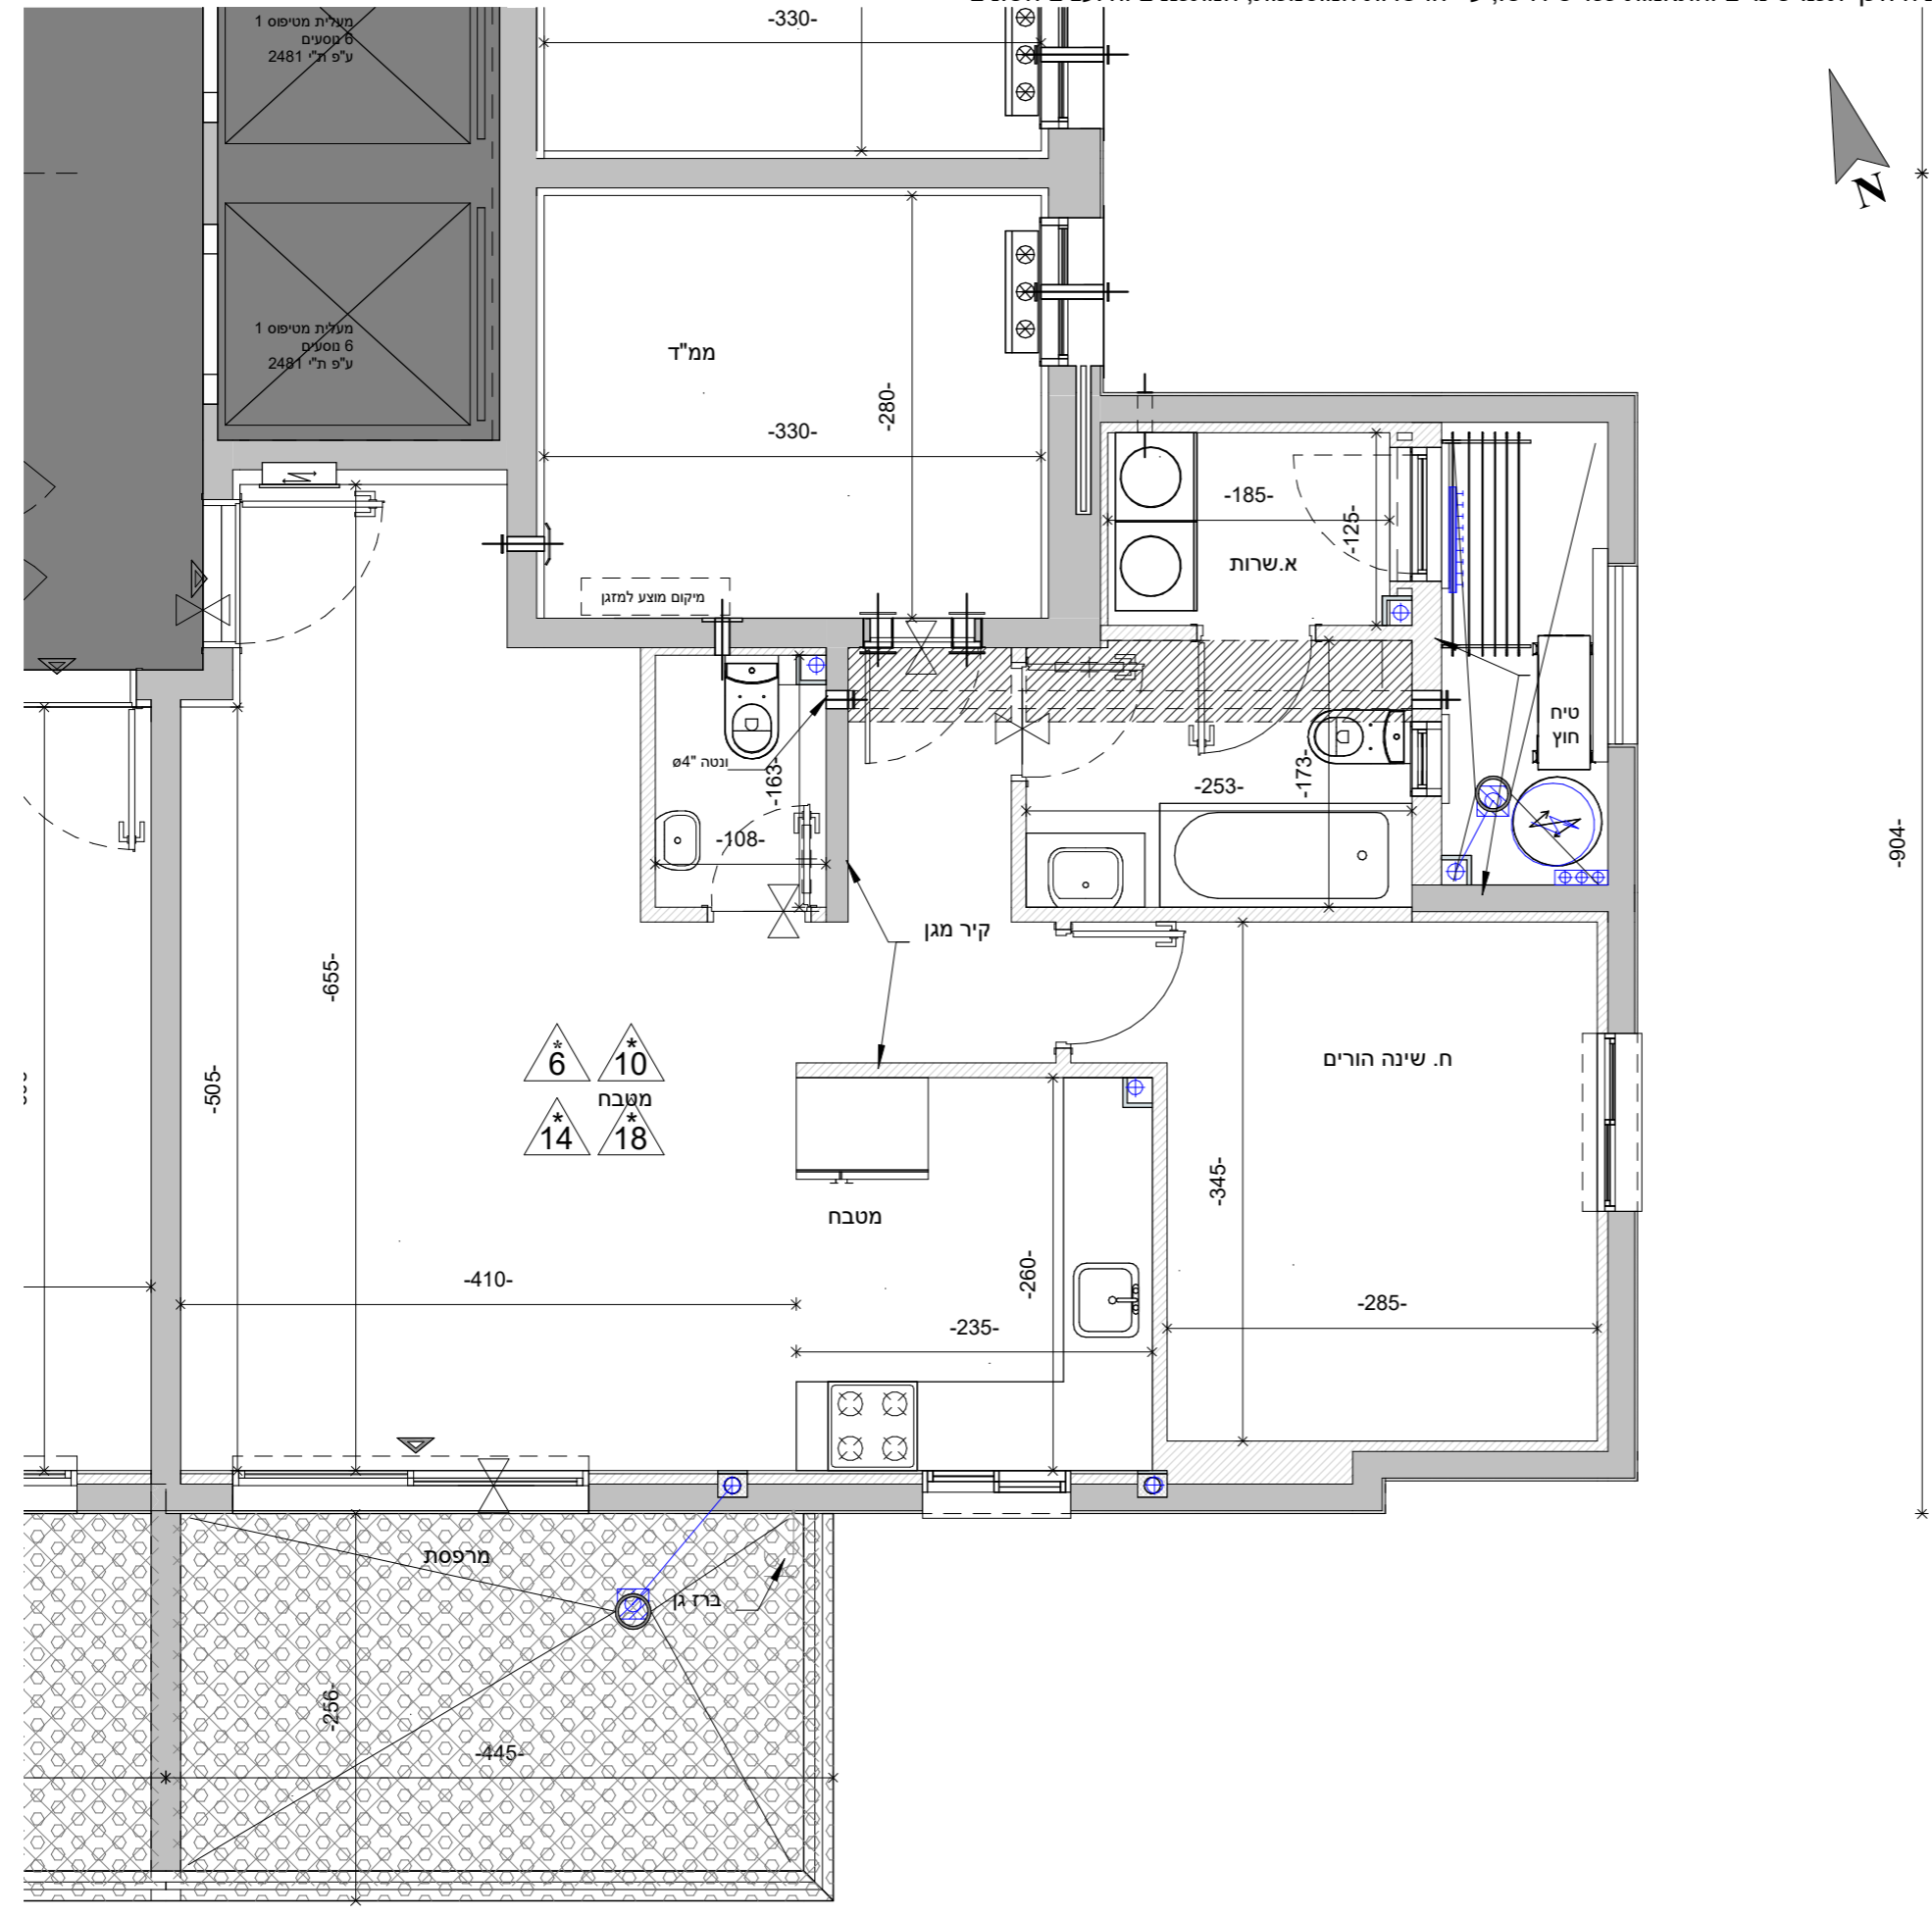 -330-
מעלית מטיפוס 1
6 נוסעים
ע"פ ת"י 2481
N
מעלית מטיפוס 1
6 נוסעים
ע"פ ת"י 2481
ממ"ד
-280-
-330-
-185-
-125-
א.שרות
מיקום מוצע למזגן
טיח
חוץ
ונטה "4ø
-163-
-108-
-253-
-173-
-904-
קיר מגן
-655-
-505-
* 6
* 10
מטבח
* 14
* 18
ח. שינה הורים
מטבח
-345-
-410-
-260-
-235-
-285-
מרפסת
ברז גן
-256-
-445-